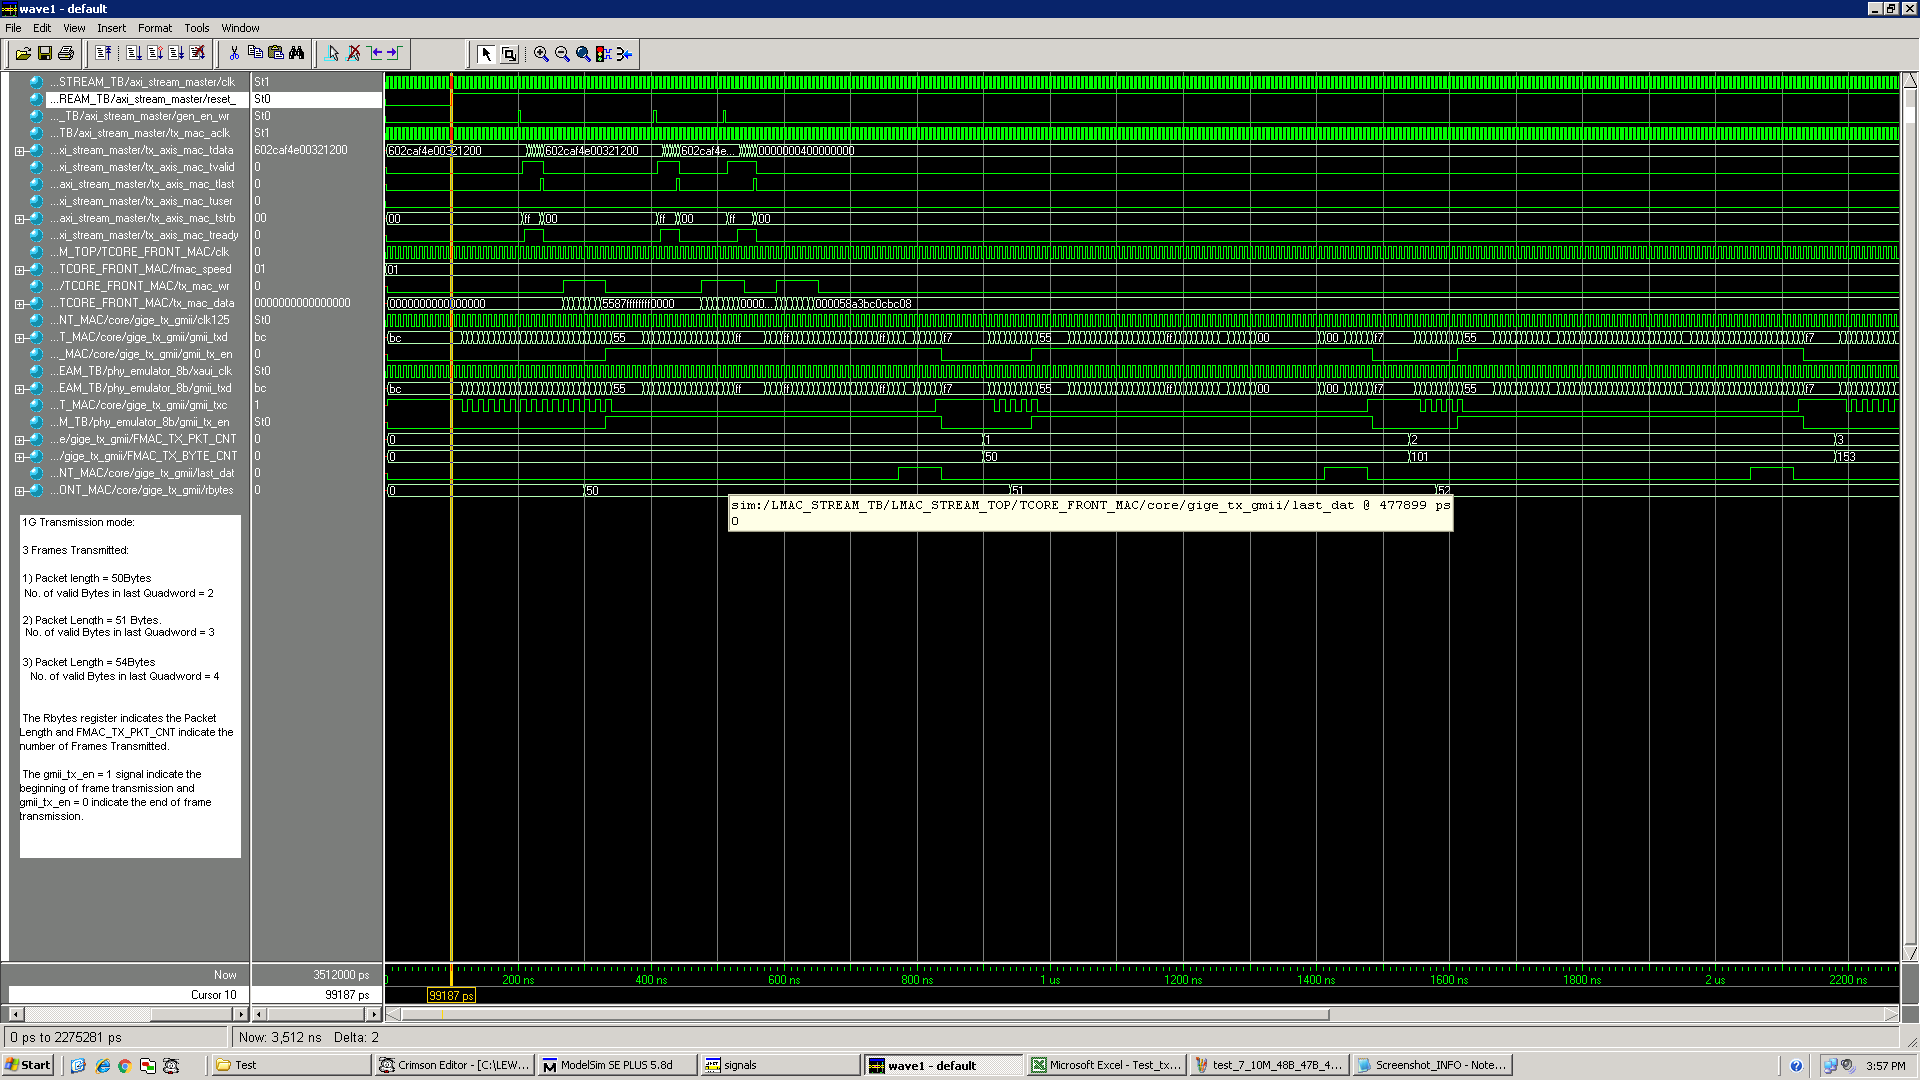 wave1 - default
File Edit View Insert Format Tools Window
...STREAM_TB/axi_stream_master/clk St1
...REAM_TB/axi_stream_master/reset_ St0
..._TB/axi_stream_master/gen_en_wr St0
...TB/axi_stream_master/tx_mac_aclk St1
...xi_stream_master/tx_axis_mac_tdata 602caf4e00321200 602caf4e00321200 602caf4e00321200 602caf4e... 0000000400000000
...xi_stream_master/tx_axis_mac_tvalid 0
...axi_stream_master/tx_axis_mac_tlast 0
...xi_stream_master/tx_axis_mac_tuser 0
...axi_stream_master/tx_axis_mac_tstrb 00 00 ff 00 ff 00 ff 00
...xi_stream_master/tx_axis_mac_tready 0
...M_TOP/TCORE_FRONT_MAC/clk St0
...TCORE_FRONT_MAC/fmac_speed 01 01
.../TCORE_FRONT_MAC/tx_mac_wr 0
...TCORE_FRONT_MAC/tx_mac_data 0000000000000000 0000000000000000 5587ffffffff0000 0000... 000058a3bc0cbc08
...NT_MAC/core/gige_tx_gmii/clk125 St0
...T_MAC/core/gige_tx_gmii/gmii_txd bc bc 55 ff ff ff f7 55 ff 00 00 f7 55 ff ff ff f7
..._MAC/core/gige_tx_gmii/gmii_tx_en 0
...EAM_TB/phy_emulator_8b/xaui_clk St0
...EAM_TB/phy_emulator_8b/gmii_txd bc bc 55 ff ff ff f7 55 ff 00 00 f7 55 ff ff ff f7
...T_MAC/core/gige_tx_gmii/gmii_txc 1
...M_TB/phy_emulator_8b/gmii_tx_en St0
...e/gige_tx_gmii/FMAC_TX_PKT_CNT 0 0 1 2 3
.../gige_tx_gmii/FMAC_TX_BYTE_CNT 0 0 50 101 153
...NT_MAC/core/gige_tx_gmii/last_dat 0
...ONT_MAC/core/gige_tx_gmii/rbytes 0 0 50 51 52
sim:/LMAC_STREAM_TB/LMAC_STREAM_TOP/TCORE_FRONT_MAC/core/gige_tx_gmii/last_dat @ 477899 ps
0
1G Transmission mode:
3 Frames Transmitted:
1) Packet length = 50Bytes
No. of valid Bytes in last Quadword = 2
2) Packet Length = 51 Bytes.
No. of valid Bytes in last Quadword = 3
3) Packet Length = 54Bytes
No. of valid Bytes in last Quadword = 4
The Rbytes register indicates the Packet
Length and FMAC_TX_PKT_CNT indicate the
number of Frames Transmitted.
The gmii_tx_en = 1 signal indicate the
beginning of frame transmission and
gmii_tx_en = 0 indicate the end of frame
transmission.
Now 3512000 ps 0 200 ns 400 ns 600 ns 800 ns 1 us 1200 ns 1400 ns 1600 ns 1800 ns 2 us 2200 ns
Cursor 10 99187 ps 99187 ps
0 ps to 2275281 ps Now: 3,512 ns Delta: 2
Start Test Crimson Editor - [C:\LEW... ModelSim SE PLUS 5.8d signals wave1 - default Microsoft Excel - Test_tx... test_7_10M_48B_47B_4... Screenshot_INFO - Note... 3:57 PM